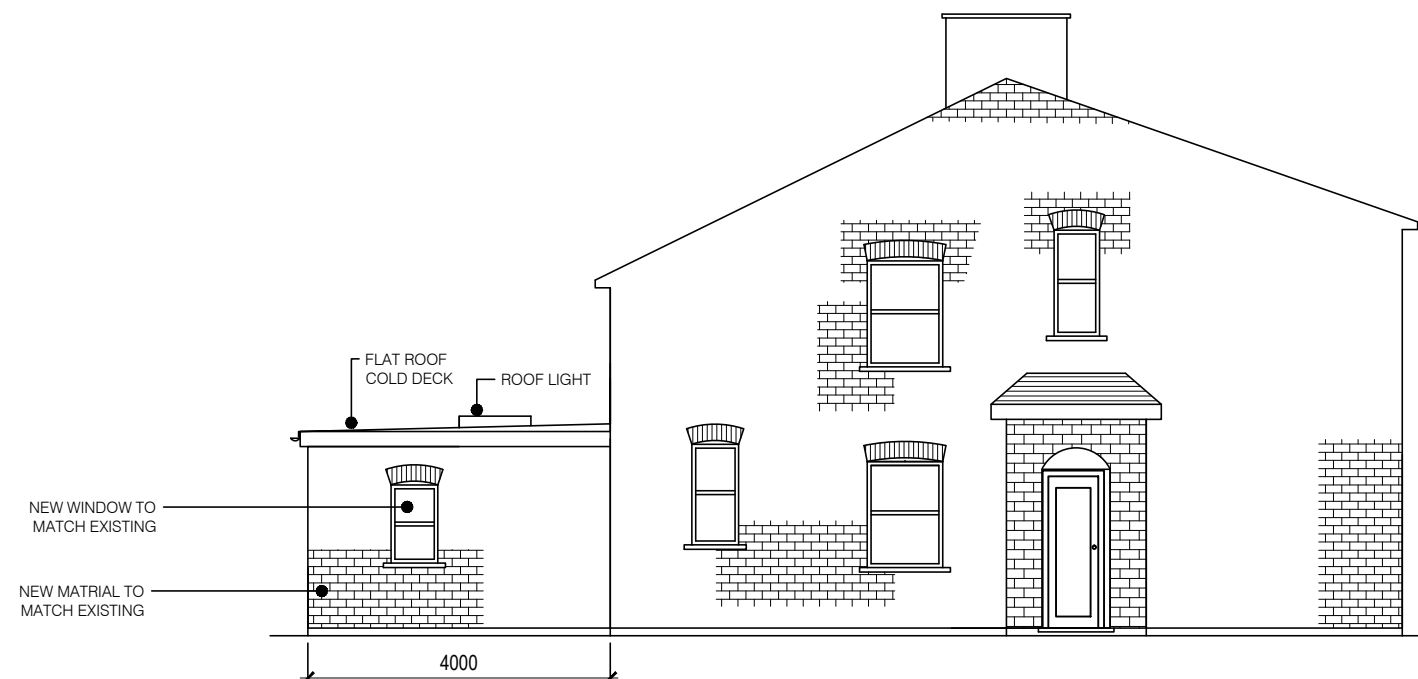 FLAT ROOF
COLD DECK
ROOF LIGHT
NEW WINDOW TO
MATCH EXISTING
NEW MATRIAL TO
MATCH EXISTING
4000